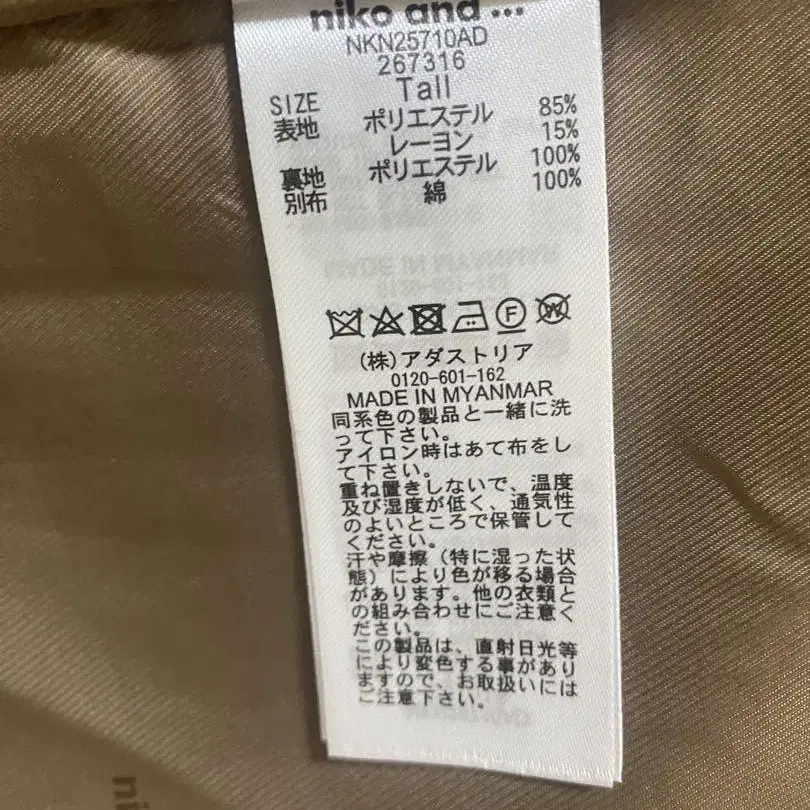 niko and ...
NKN25710AD
267316
Tall
SIZE
表地 ポリエステル 85%
レーヨン 15%
裏地 ポリエステル 100%
別布 綿 100%
F W
(株)アダストリア
0120-601-162
MADE IN MYANMAR
同系色の製品と一緒に洗
って下さい。
アイロン時はあて布をし
て下さい。
重ね置きしないで、温度
及び湿度が低く、通気性
のよいところで保管して
ください。
汗や摩擦(特に湿った状
態)により色が移る場合
があります。他の衣類と
の組み合わせにご注意く
ださい。
この製品は、直射日光等
により変色する事があり
ますので、お取扱いには
ご注意下さい。
ni